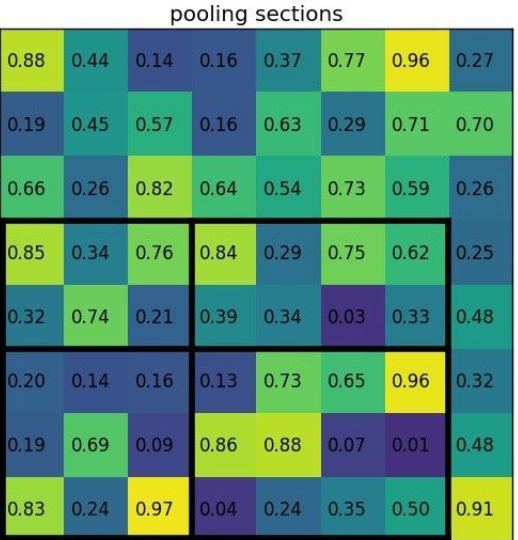 pooling sections
0.88 0.44 0.14 0.16 0.37 0.77 0.96 0.27
0.19 0.45 0.57 0.16 0.63 0.29 0.71 0.70
0.66 0.26 0.82 0.64 0.54 0.73 0.59 0.26
0.85 0.34 0.76 0.84 0.29 0.75 0.62 0.25
0.32 0.74 0.21 0.39 0.34 0.03 0.33 0.48
0.20 0.14 0.16 0.13 0.73 0.65 0.96 0.32
0.19 0.69 0.09 0.86 0.88 0.07 0.01 0.48
0.83 0.24 0.97 0.04 0.24 0.35 0.50 0.91